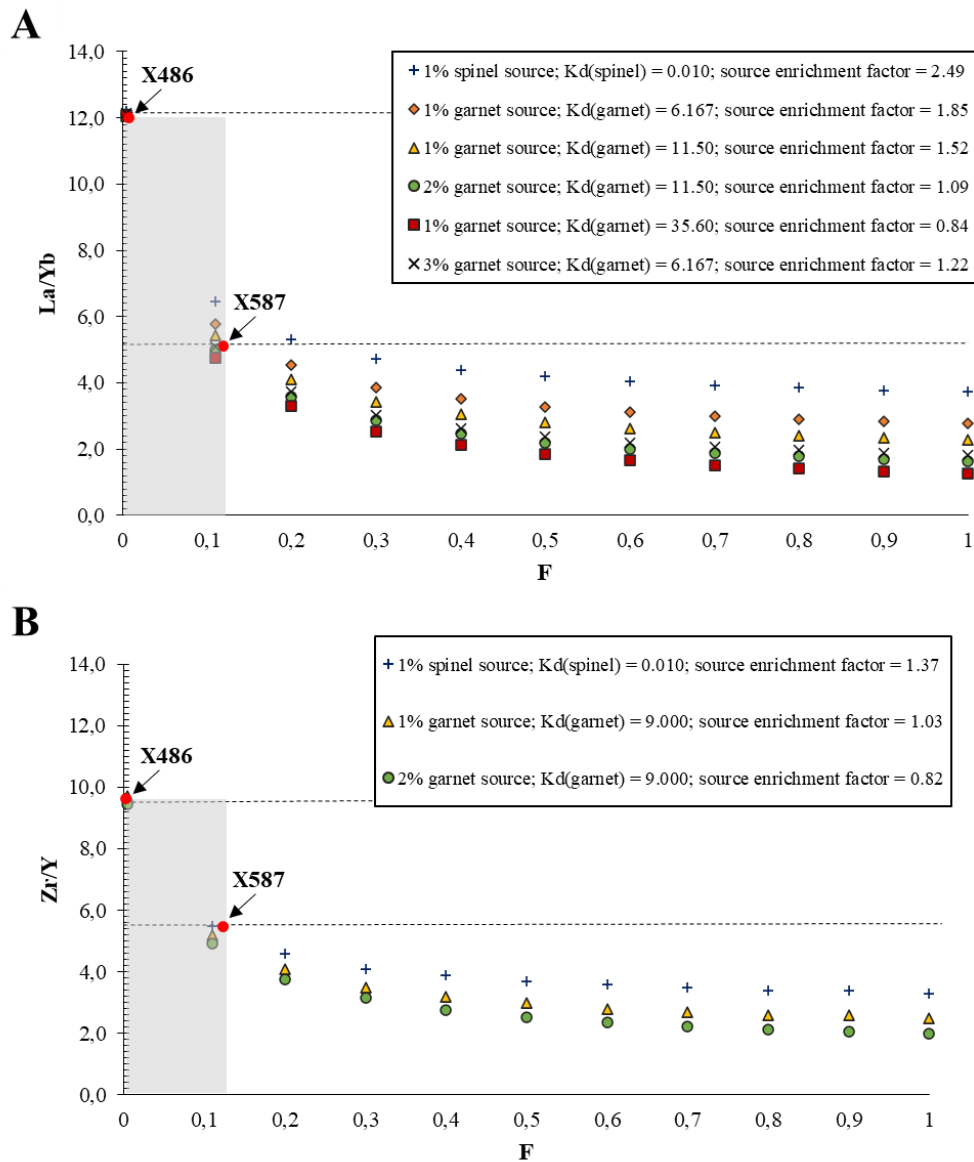 A
14,0
12,0
10,0
8,0
6,0
4,0
2,0
0,0
La/Yb
X486
X587
1% spinel source; Kd(spinel) = 0.010; source enrichment factor = 2.49
1% garnet source; Kd(garnet) = 6.167; source enrichment factor = 1.85
1% garnet source; Kd(garnet) = 11.50; source enrichment factor = 1.52
2% garnet source; Kd(garnet) = 11.50; source enrichment factor = 1.09
1% garnet source; Kd(garnet) = 35.60; source enrichment factor = 0.84
3% garnet source; Kd(garnet) = 6.167; source enrichment factor = 1.22
0 0,1 0,2 0,3 0,4 0,5 0,6 0,7 0,8 0,9 1
F
B
14,0
12,0
10,0
8,0
6,0
4,0
2,0
0,0
Zr/Y
X486
X587
1% spinel source; Kd(spinel) = 0.010; source enrichment factor = 1.37
1% garnet source; Kd(garnet) = 9.000; source enrichment factor = 1.03
2% garnet source; Kd(garnet) = 9.000; source enrichment factor = 0.82
0 0,1 0,2 0,3 0,4 0,5 0,6 0,7 0,8 0,9 1
F